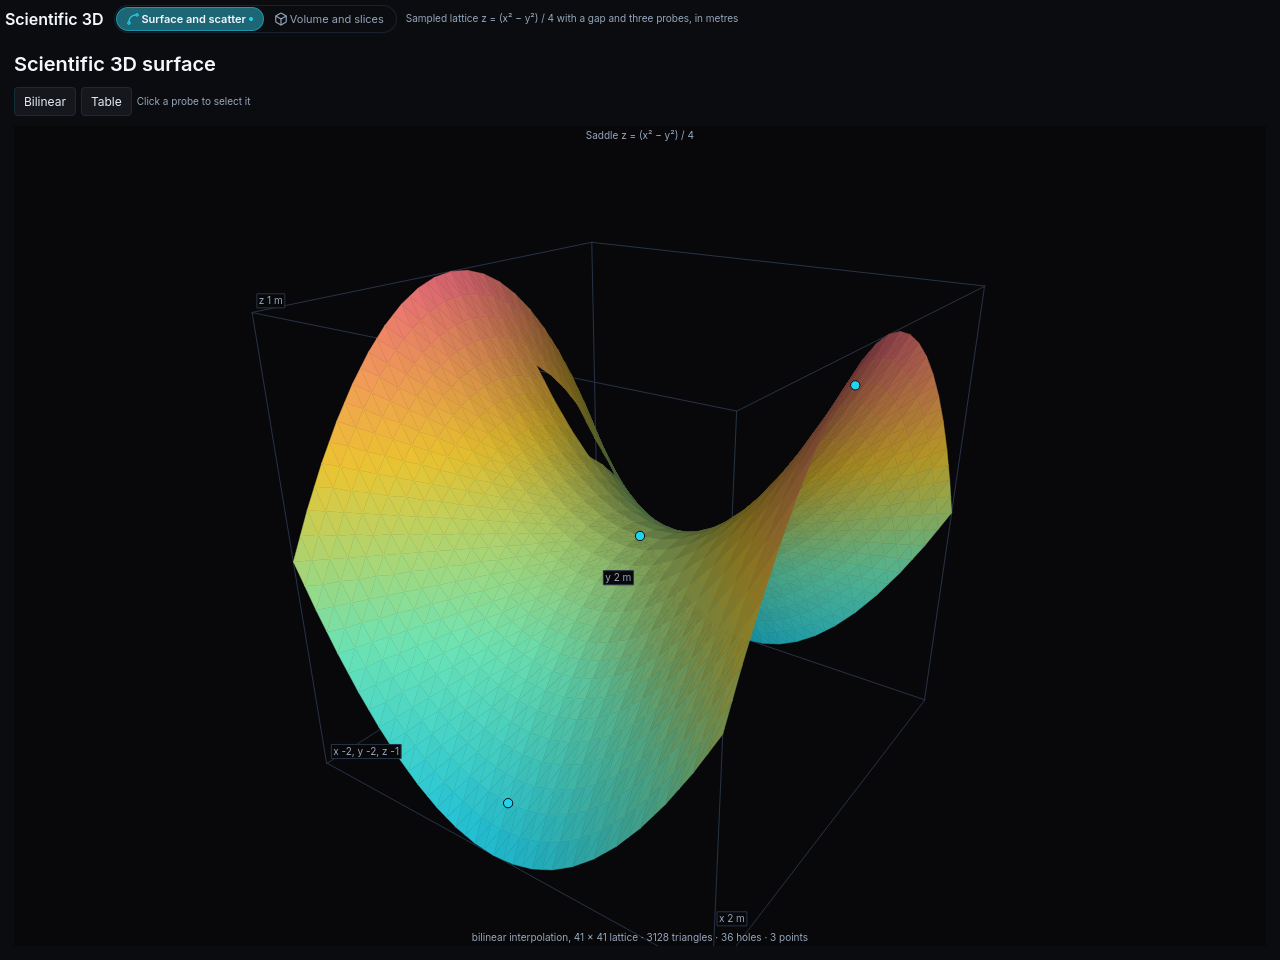 Scientific 3D
Surface and scatter
Volume and slices
Sampled lattice z = (x² − y²) / 4 with a gap and three probes, in metres
Scientific 3D surface
Bilinear
Table
Click a probe to select it
Saddle z = (x² − y²) / 4
z 1 m
y 2 m
x -2, y -2, z -1
x 2 m
bilinear interpolation, 41 × 41 lattice · 3128 triangles · 36 holes · 3 points